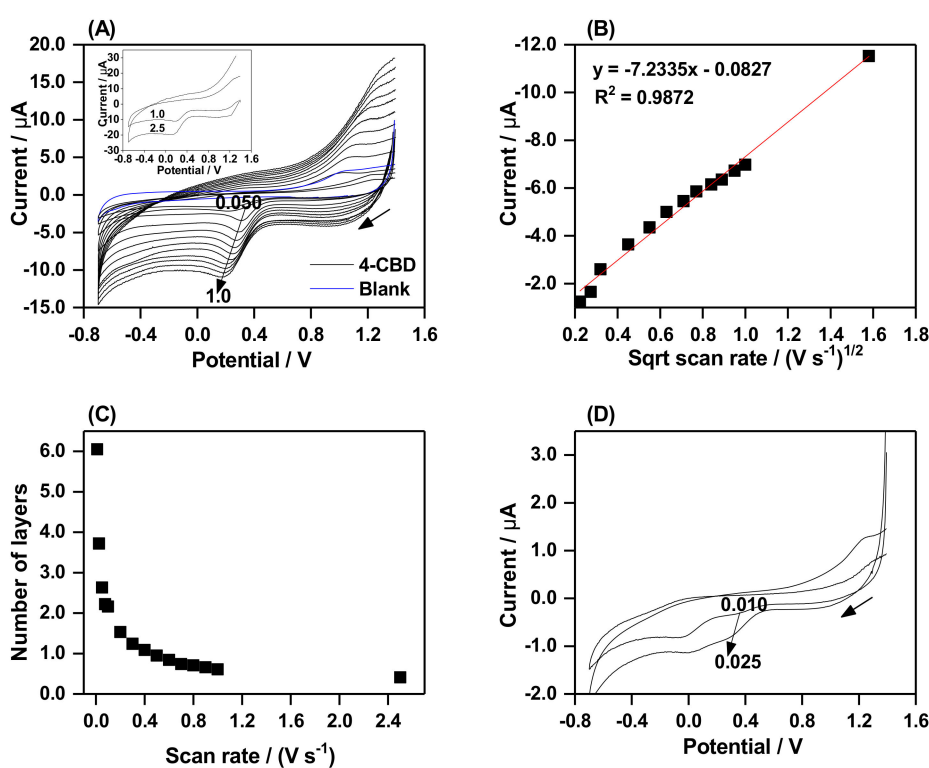 (A)
20.0
15.0
10.0
5.0
0.0
-5.0
-10.0
-15.0
Current / μA
-0.8 -0.4 0.0 0.4 0.8 1.2 1.6
Potential / V
0.050
1.0
4-CBD
Blank
30
20
10
0
-10
-20
-30
Current / μA
1.0
2.5
-0.8 -0.4 0.0 0.4 0.8 1.2 1.6
Potential / V
(B)
-12.0
-10.0
-8.0
-6.0
-4.0
-2.0
Current / μA
y = -7.2335x - 0.0827
R² = 0.9872
0.2 0.4 0.6 0.8 1.0 1.2 1.4 1.6 1.8
Sqrt scan rate / (V s⁻¹)¹/²
(C)
6.0
5.0
4.0
3.0
2.0
1.0
0.0
Number of layers
0.0 0.4 0.8 1.2 1.6 2.0 2.4
Scan rate / (V s⁻¹)
(D)
3.0
2.0
1.0
0.0
-1.0
-2.0
Current / μA
0.010
0.025
-0.8 -0.4 0.0 0.4 0.8 1.2 1.6
Potential / V